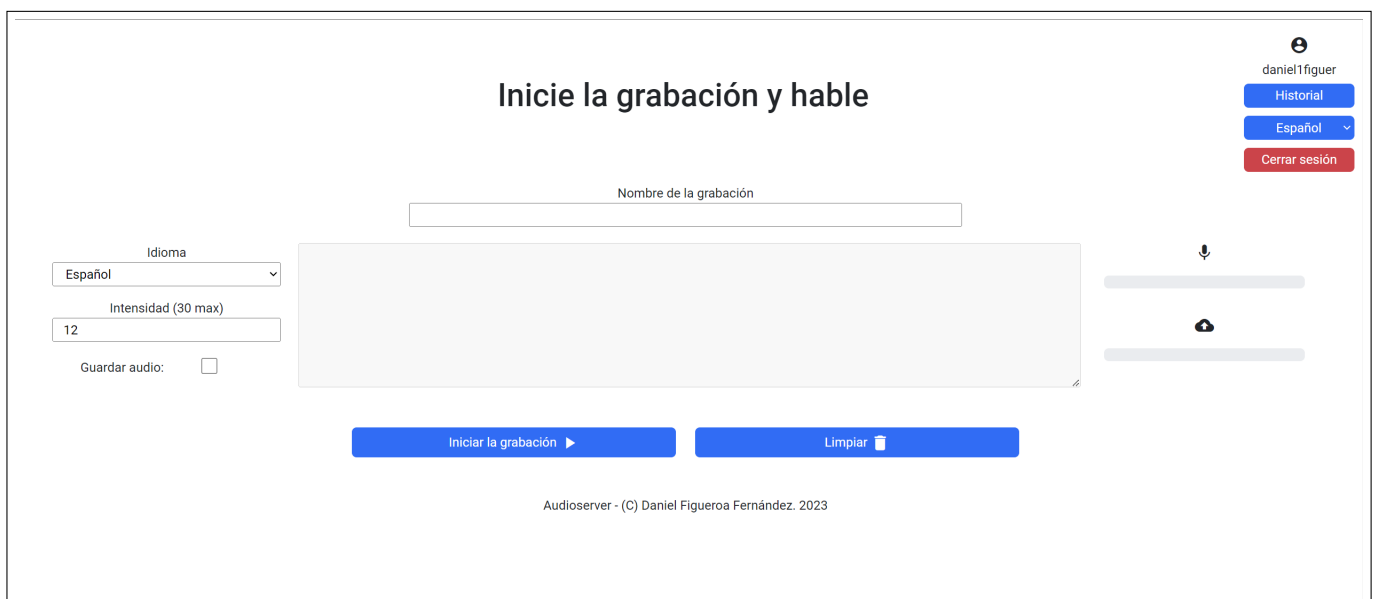 daniel1figuer
Inicie la grabación y hable
Historial
Español
Cerrar sesión
Nombre de la grabación
Idioma
Español
Intensidad (30 max)
12
Guardar audio:
Iniciar la grabación
Limpiar
Audioserver - (C) Daniel Figueroa Fernández. 2023